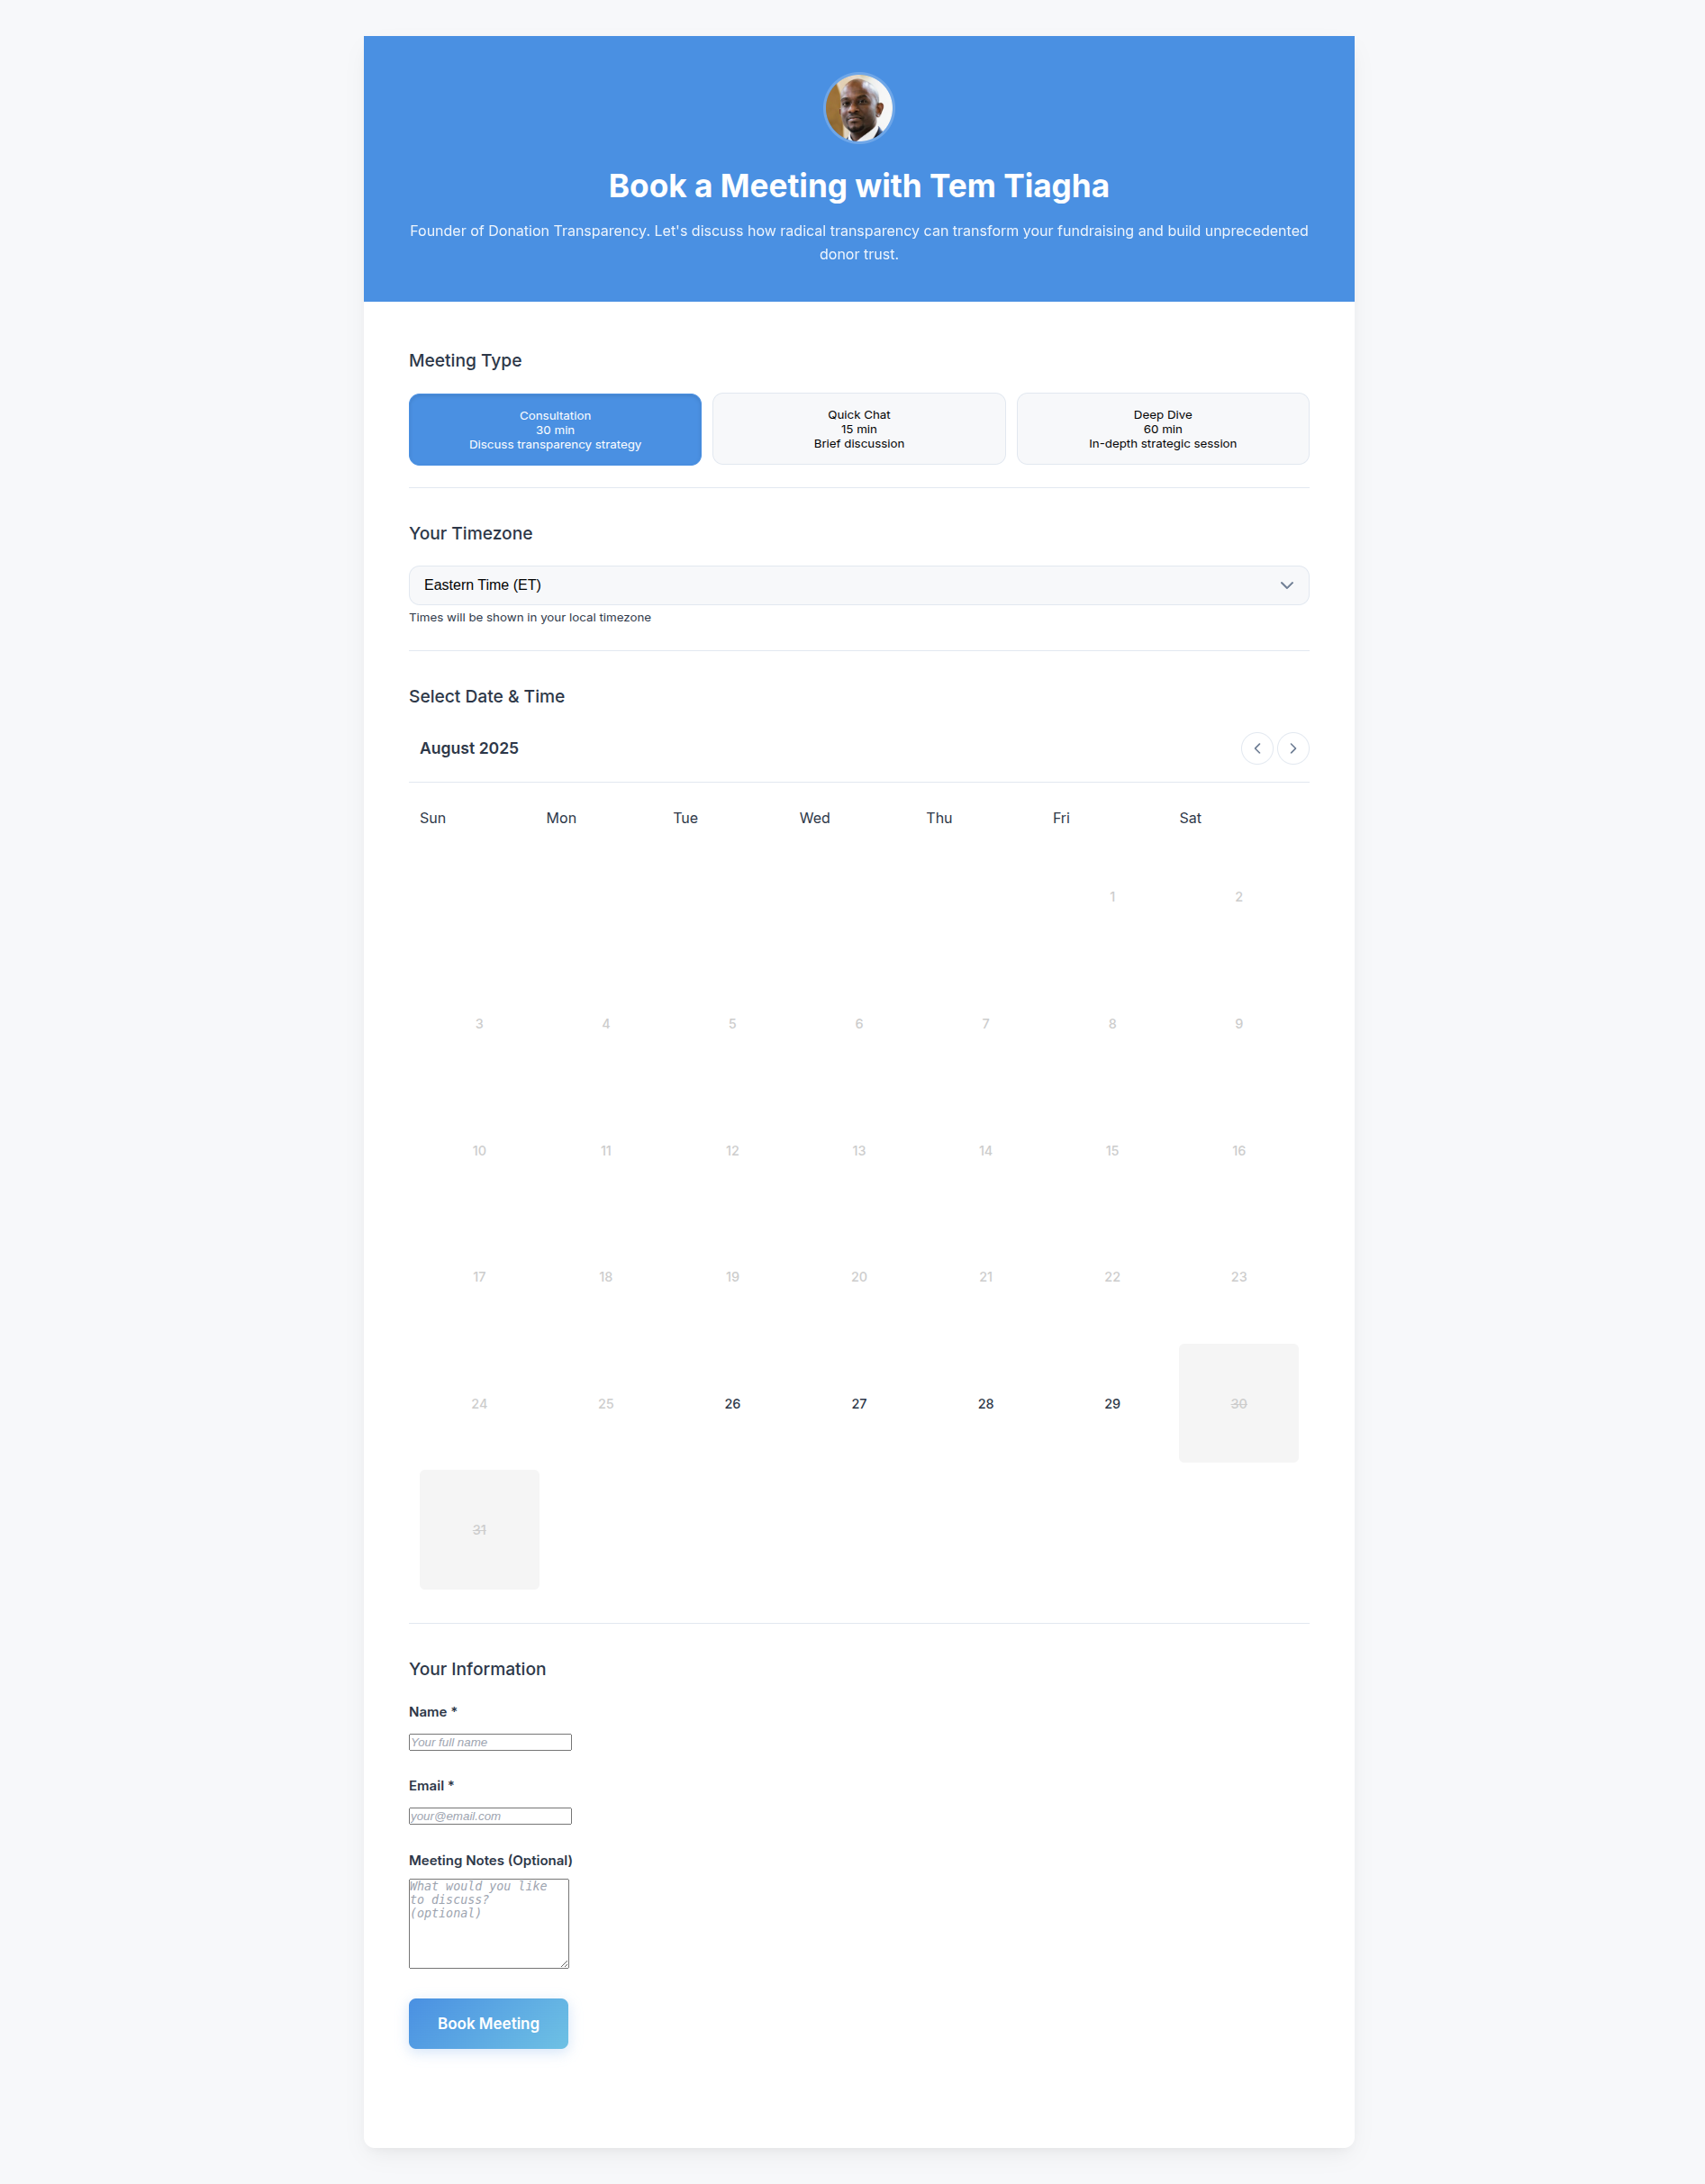 Book a Meeting with Tem Tiagha
Founder of Donation Transparency. Let's discuss how radical transparency can transform your fundraising and build unprecedented
donor trust.
Meeting Type
Consultation
30 min
Discuss transparency strategy
Quick Chat
15 min
Brief discussion
Deep Dive
60 min
In-depth strategic session
Your Timezone
Eastern Time (ET)
Times will be shown in your local timezone
Select Date & Time
August 2025
Sun Mon Tue Wed Thu Fri Sat
1 2
3 4 5 6 7 8 9
10 11 12 13 14 15 16
17 18 19 20 21 22 23
24 25 26 27 28 29 30
31
Your Information
Name *
Your full name
Email *
your@email.com
Meeting Notes (Optional)
What would you like
to discuss?
(optional)
Book Meeting